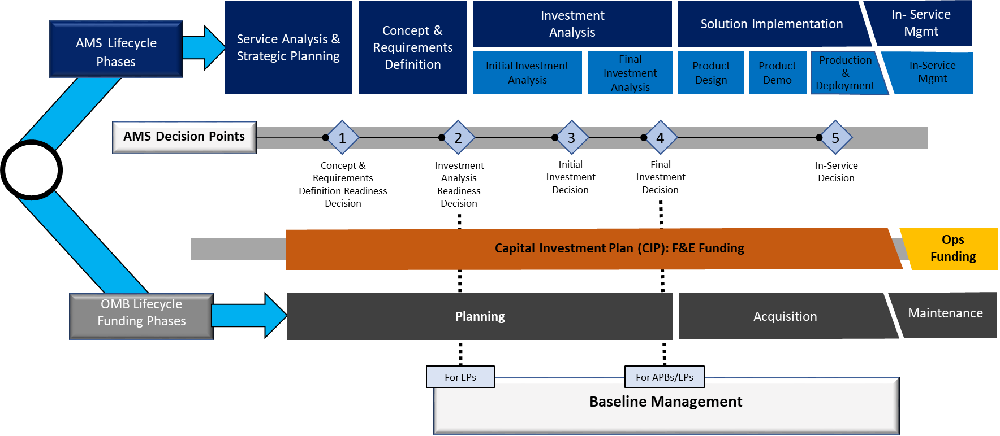 AMS Lifecycle
Phases
Service Analysis &
Strategic Planning
Concept &
Requirements
Definition
Investment
Analysis
Initial Investment
Analysis
Final
Investment
Analysis
Solution Implementation
Product
Design
Product
Demo
Production
&
Deployment
In- Service
Mgmt
In-Service
Mgmt
AMS Decision Points
1
2
3
4
5
Concept &
Requirements
Definition Readiness
Decision
Investment
Analysis
Readiness
Decision
Initial
Investment
Decision
Final
Investment
Decision
In-Service
Decision
Capital Investment Plan (CIP): F&E Funding
Ops
Funding
OMB Lifecycle
Funding Phases
Planning
Acquisition
Maintenance
For EPs
For APBs/EPs
Baseline Management